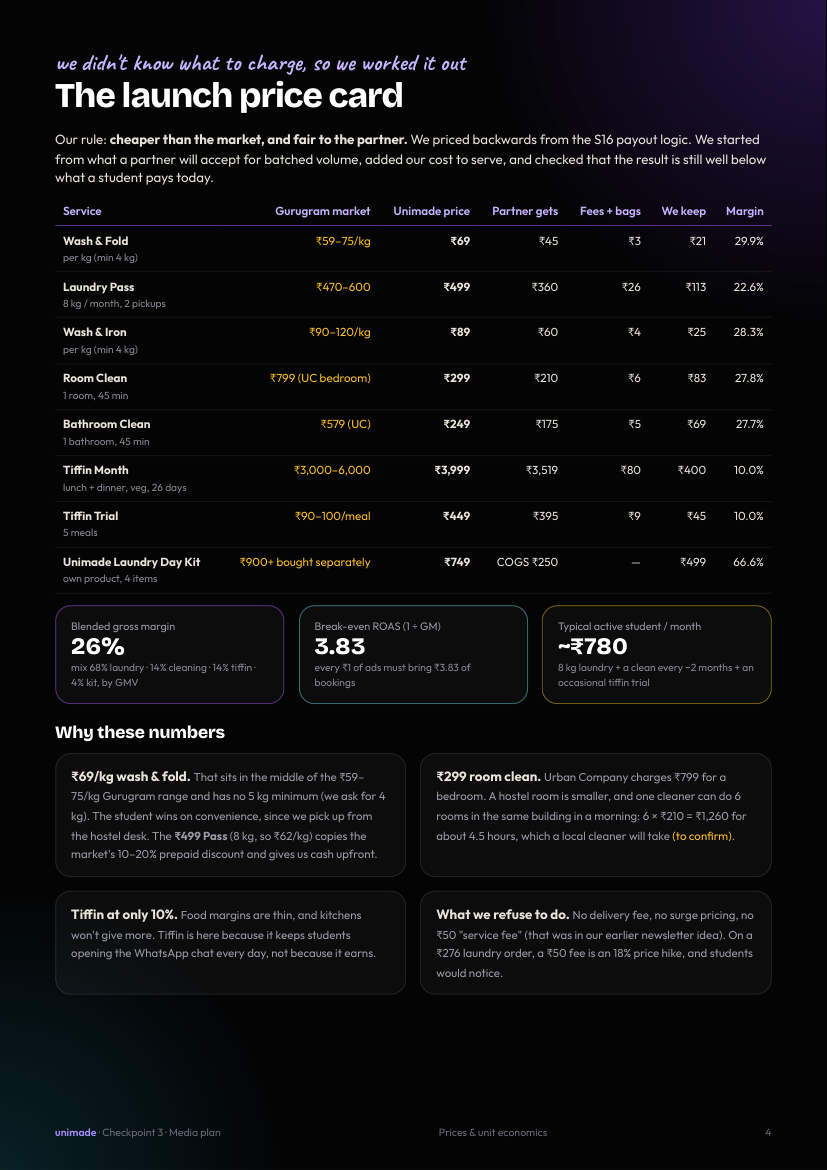 we didn't know what to charge, so we worked it out
The launch price card
Our rule: cheaper than the market, and fair to the partner. We priced backwards from the S16 payout logic. We started
from what a partner will accept for batched volume, added our cost to serve, and checked that the result is still well below
what a student pays today.
Service Gurugram market Unimade price Partner gets Fees + bags We keep Margin
Wash & Fold ₹59–75/kg ₹69 ₹45 ₹3 ₹21 29.9%
per kg (min 4 kg)
Laundry Pass ₹470–600 ₹499 ₹360 ₹26 ₹113 22.6%
8 kg / month, 2 pickups
Wash & Iron ₹90–120/kg ₹89 ₹60 ₹4 ₹25 28.3%
per kg (min 4 kg)
Room Clean ₹799 (UC bedroom) ₹299 ₹210 ₹6 ₹83 27.8%
1 room, 45 min
Bathroom Clean ₹579 (UC) ₹249 ₹175 ₹5 ₹69 27.7%
1 bathroom, 45 min
Tiffin Month ₹3,000–6,000 ₹3,999 ₹3,519 ₹80 ₹400 10.0%
lunch + dinner, veg, 26 days
Tiffin Trial ₹90–100/meal ₹449 ₹395 ₹9 ₹45 10.0%
5 meals
Unimade Laundry Day Kit ₹900+ bought separately ₹749 COGS ₹250 — ₹499 66.6%
own product, 4 items
Blended gross margin
26%
mix 68% laundry · 14% cleaning · 14% tiffin ·
4% kit, by GMV
Break-even ROAS (1 ÷ GM)
3.83
every ₹1 of ads must bring ₹3.83 of
bookings
Typical active student / month
~₹780
8 kg laundry + a clean every ~2 months + an
occasional tiffin trial
Why these numbers
₹69/kg wash & fold. That sits in the middle of the ₹59–
75/kg Gurugram range and has no 5 kg minimum (we ask for 4
kg). The student wins on convenience, since we pick up from
the hostel desk. The ₹499 Pass (8 kg, so ₹62/kg) copies the
market's 10–20% prepaid discount and gives us cash upfront.
₹299 room clean. Urban Company charges ₹799 for a
bedroom. A hostel room is smaller, and one cleaner can do 6
rooms in the same building in a morning: 6 × ₹210 = ₹1,260 for
about 4.5 hours, which a local cleaner will take (to confirm).
Tiffin at only 10%. Food margins are thin, and kitchens
won't give more. Tiffin is here because it keeps students
opening the WhatsApp chat every day, not because it earns.
What we refuse to do. No delivery fee, no surge pricing, no
₹50 "service fee" (that was in our earlier newsletter idea). On a
₹276 laundry order, a ₹50 fee is an 18% price hike, and students
would notice.
unimade · Checkpoint 3 · Media plan Prices & unit economics 4